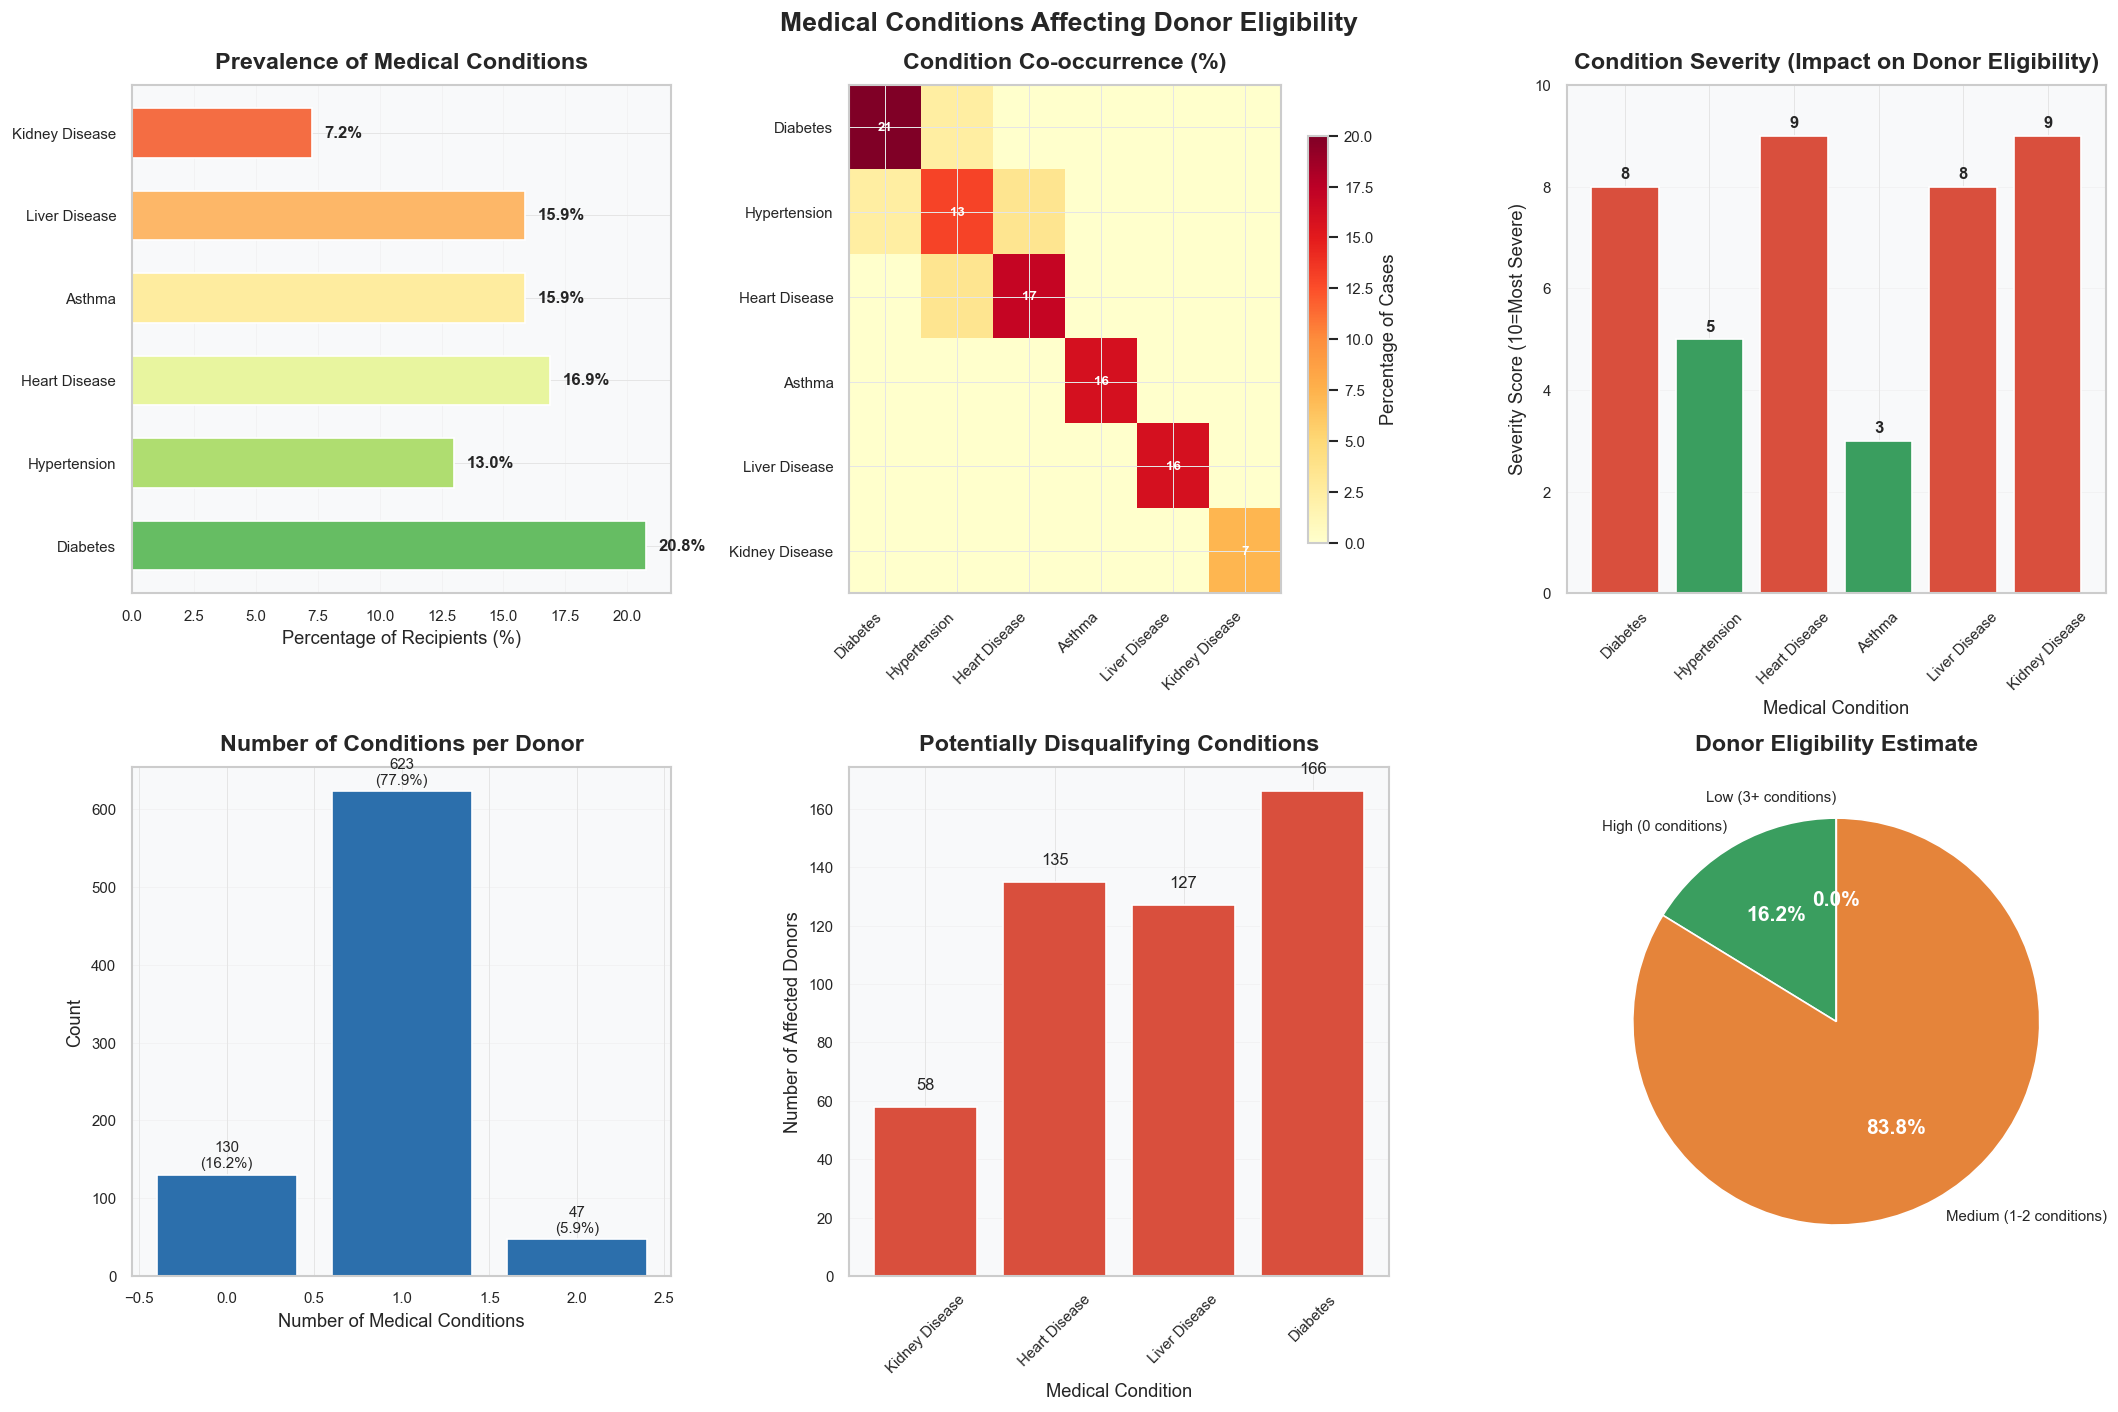 Medical Conditions Affecting Donor Eligibility
Prevalence of Medical Conditions
Kidney Disease
7.2%
Liver Disease
15.9%
Asthma
15.9%
Heart Disease
16.9%
Hypertension
13.0%
Diabetes
20.8%
0.0 2.5 5.0 7.5 10.0 12.5 15.0 17.5 20.0
Percentage of Recipients (%)
Condition Co-occurrence (%)
Diabetes
21
Hypertension
13
Heart Disease
17
Asthma
16
Liver Disease
16
Kidney Disease
7
Diabetes
Hypertension
Heart Disease
Asthma
Liver Disease
Kidney Disease
20.0
17.5
15.0
12.5
10.0
7.5
5.0
2.5
0.0
Percentage of Cases
Condition Severity (Impact on Donor Eligibility)
Severity Score (10=Most Severe)
10
8
6
4
2
0
8
5
9
3
8
9
Diabetes
Hypertension
Heart Disease
Asthma
Liver Disease
Kidney Disease
Medical Condition
Number of Conditions per Donor
Count
600
500
400
300
200
100
0
130
(16.2%)
623
(77.9%)
47
(5.9%)
−0.5 0.0 0.5 1.0 1.5 2.0 2.5
Number of Medical Conditions
Potentially Disqualifying Conditions
Number of Affected Donors
160
140
120
100
80
60
40
20
0
58
135
127
166
Kidney Disease
Heart Disease
Liver Disease
Diabetes
Medical Condition
Donor Eligibility Estimate
Low (3+ conditions)
High (0 conditions)
0.0%
16.2%
83.8%
Medium (1-2 conditions)